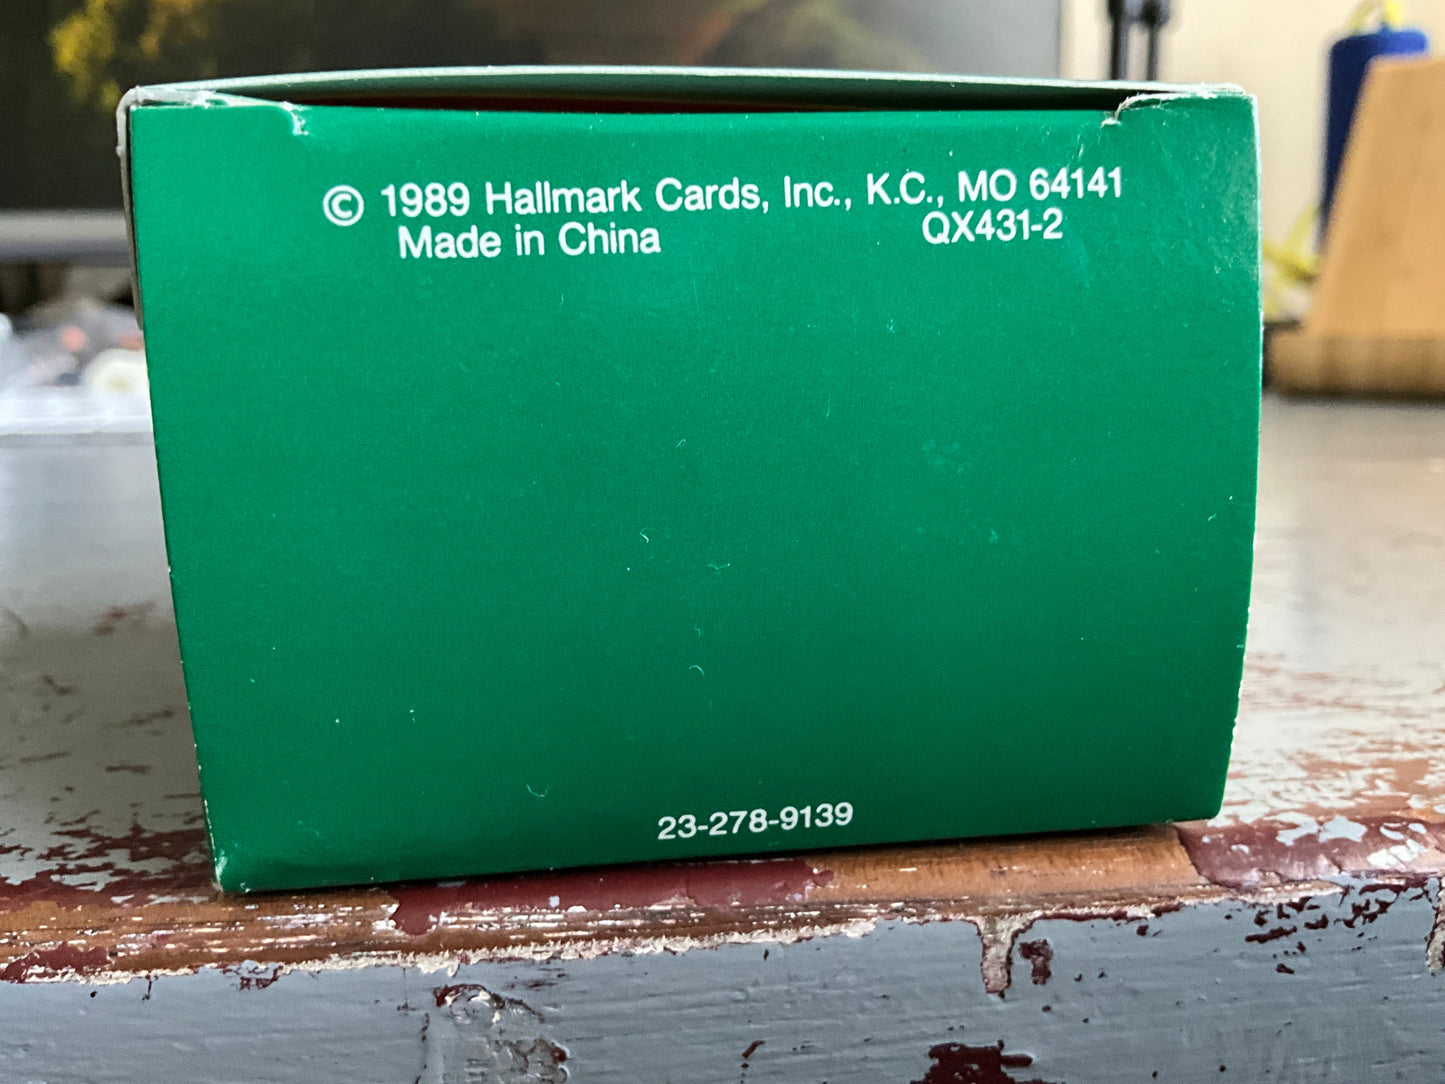 © 1989 Hallmark Cards, Inc., K.C., MO 64141
Made in China QX431-2
23-278-9139